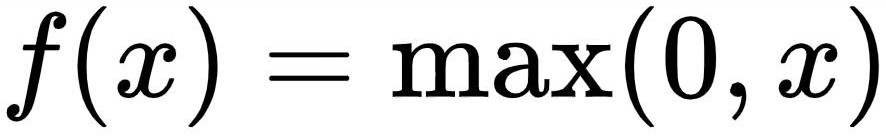 f(x) = max(0, x)